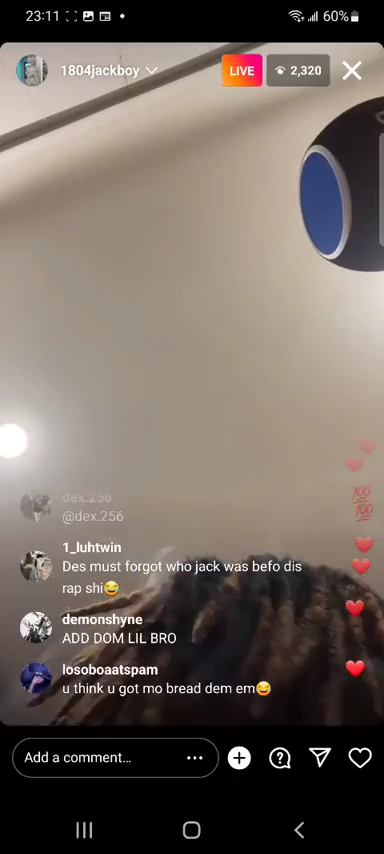 23:11
60%
1804jackboy
LIVE
2,320
dex.256
@dex.256
1_luhtwin
Des must forgot who jack was befo dis
rap shi😂
demonshyne
ADD DOM LIL BRO
losoboaatspam
u think u got mo bread dem em😂
Add a comment...